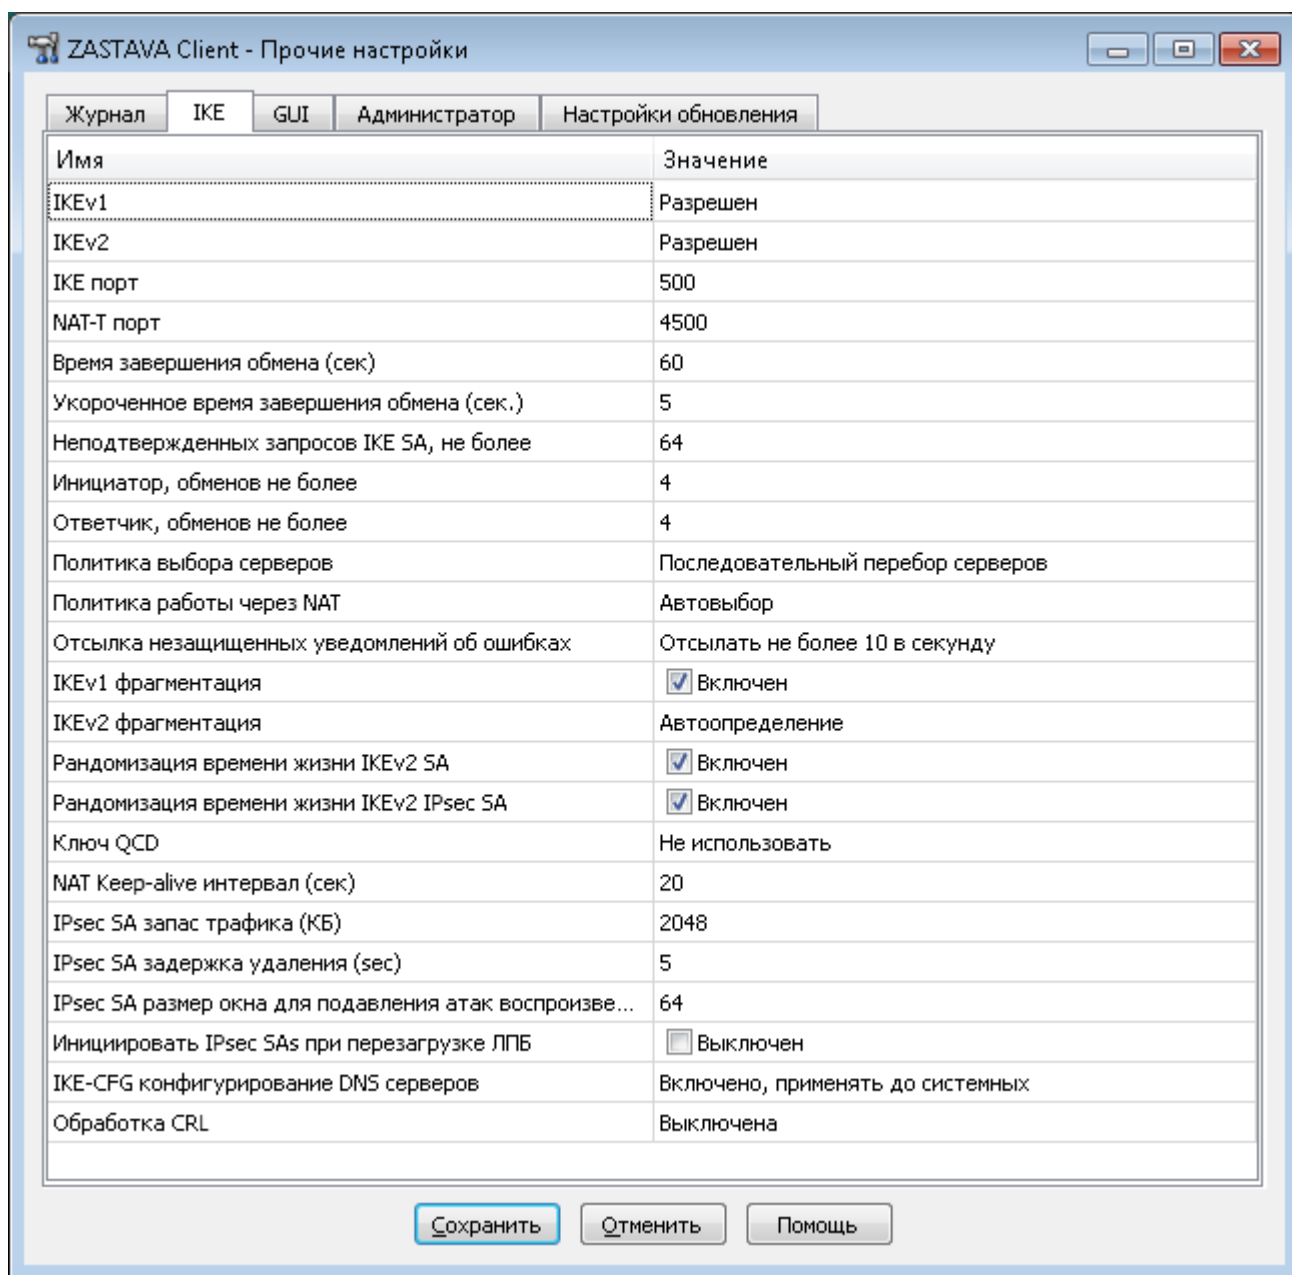 ZASTAVA Client - Прочие настройки
Журнал IKE GUI Администратор Настройки обновления
Имя Значение
IKEv1 Разрешен
IKEv2 Разрешен
IKE порт 500
NAT-T порт 4500
Время завершения обмена (сек) 60
Укороченное время завершения обмена (сек.) 5
Неподтвержденных запросов IKE SA, не более 64
Инициатор, обменов не более 4
Ответчик, обменов не более 4
Политика выбора серверов Последовательный перебор серверов
Политика работы через NAT Автовыбор
Отсылка незащищенных уведомлений об ошибках Отсылать не более 10 в секунду
IKEv1 фрагментация Включен
IKEv2 фрагментация Автоопределение
Рандомизация времени жизни IKEv2 SA Включен
Рандомизация времени жизни IKEv2 IPsec SA Включен
Ключ QCD Не использовать
NAT Keep-alive интервал (сек) 20
IPsec SA запас трафика (КБ) 2048
IPsec SA задержка удаления (sec) 5
IPsec SA размер окна для подавления атак воспроизве... 64
Инициировать IPsec SAs при перезагрузке ЛПБ Выключен
IKE-CFG конфигурирование DNS серверов Включено, применять до системных
Обработка CRL Выключена
Сохранить Отменить Помощь